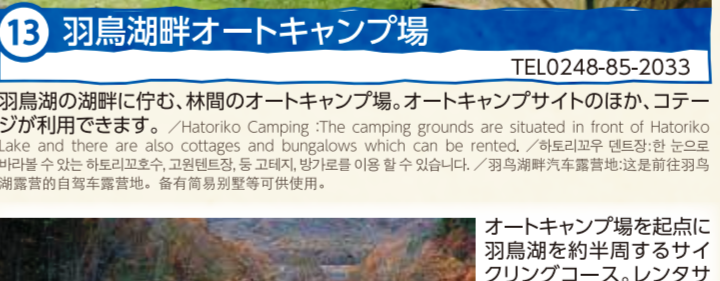 13 羽鳥湖畔オートキャンプ場
TEL0248-85-2033
羽鳥湖の湖畔に佇む、林間のオートキャンプ場。オートキャンプサイトのほか、コテー
ジが利用できます。／Hatoriko Camping :The camping grounds are situated in front of Hatoriko
Lake and there are also cottages and bungalows which can be rented. ／하토리꼬우 덴트장:한 눈으로
바라볼 수 있는 하토리꼬호수, 고원텐트장, 둥 고테지, 방가로를 이용 할 수 있습니다. ／羽鸟湖畔汽车露营地:这是前往羽鸟
湖露营的自驾车露营地。备有简易别墅等可供使用。
オートキャンプ場を起点に
羽鳥湖を約半周するサイ
クリングコース。レンタサ